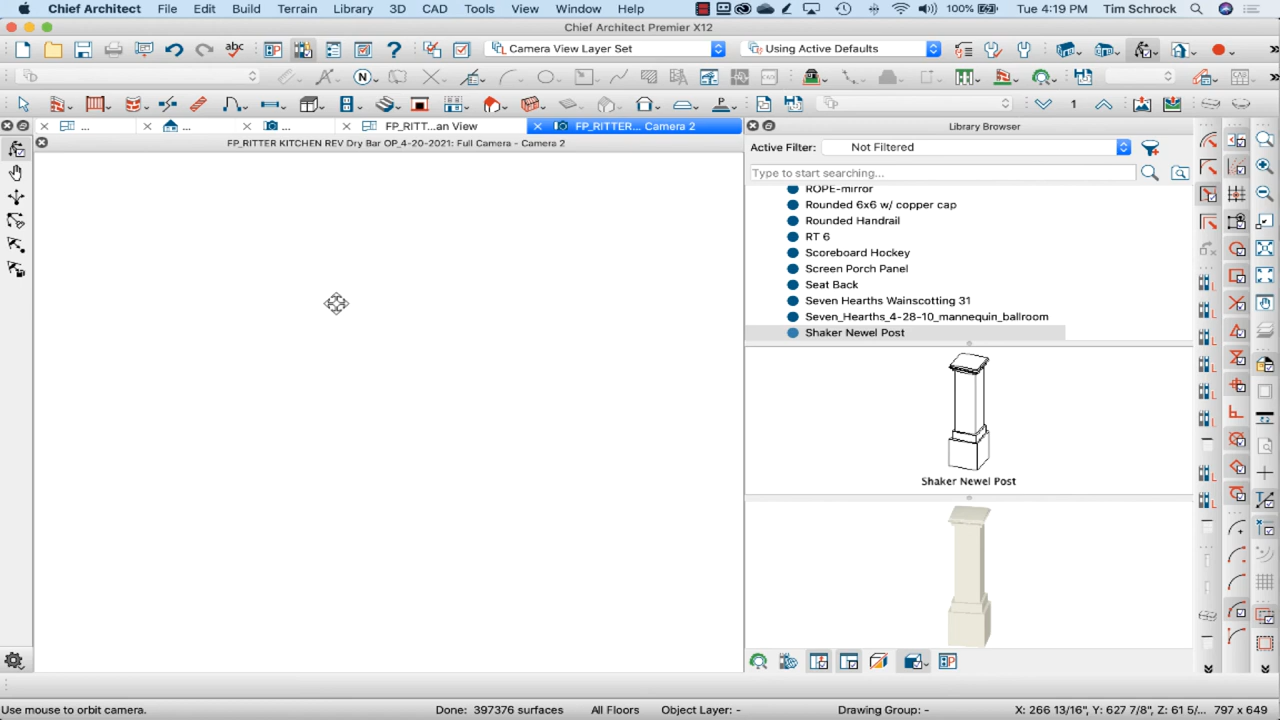 Chief Architect File Edit Build Terrain Library 3D CAD Tools View Window Help 100% Tue 4:19 PM Tim Schrock
Chief Architect Premier X12
Camera View Layer Set
Using Active Defaults
1
... ... ... FP_RITT...an View FP_RITTER... Camera 2
FP_RITTER KITCHEN REV Dry Bar OP_4-20-2021: Full Camera - Camera 2
Library Browser
Active Filter: Not Filtered
Type to start searching...
ROPE-mirror
Rounded 6x6 w/ copper cap
Rounded Handrail
RT 6
Scoreboard Hockey
Screen Porch Panel
Seat Back
Seven Hearths Wainscotting 31
Seven_Hearths_4-28-10_mannequin_ballroom
Shaker Newel Post
Shaker Newel Post
Use mouse to orbit camera. Done: 397376 surfaces All Floors Object Layer: - Drawing Group: - X: 266 13/16", Y: 627 7/8", Z: 61 5/... 797 x 649